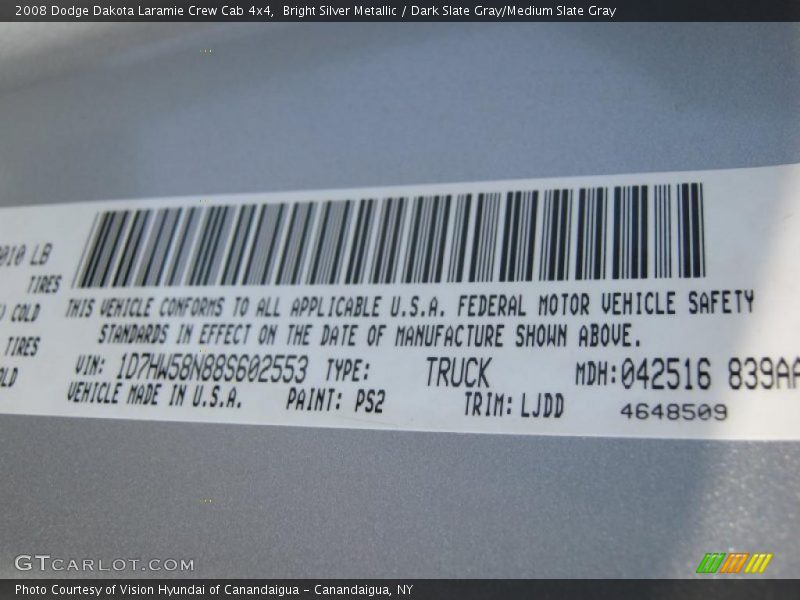 2008 Dodge Dakota Laramie Crew Cab 4x4,  Bright Silver Metallic / Dark Slate Gray/Medium Slate Gray
LB
TIRES
COLD
TIRES
THIS VEHICLE CONFORMS TO ALL APPLICABLE U.S.A. FEDERAL MOTOR VEHICLE SAFETY
STANDARDS IN EFFECT ON THE DATE OF MANUFACTURE SHOWN ABOVE.
VIN: 1D7HW58N88S602553 TYPE: TRUCK MDH:042516 839AA
VEHICLE MADE IN U.S.A. PAINT: PS2 TRIM: LJDD 4648509
GTCARLOT.COM
Photo Courtesy of Vision Hyundai of Canandaigua – Canandaigua, NY